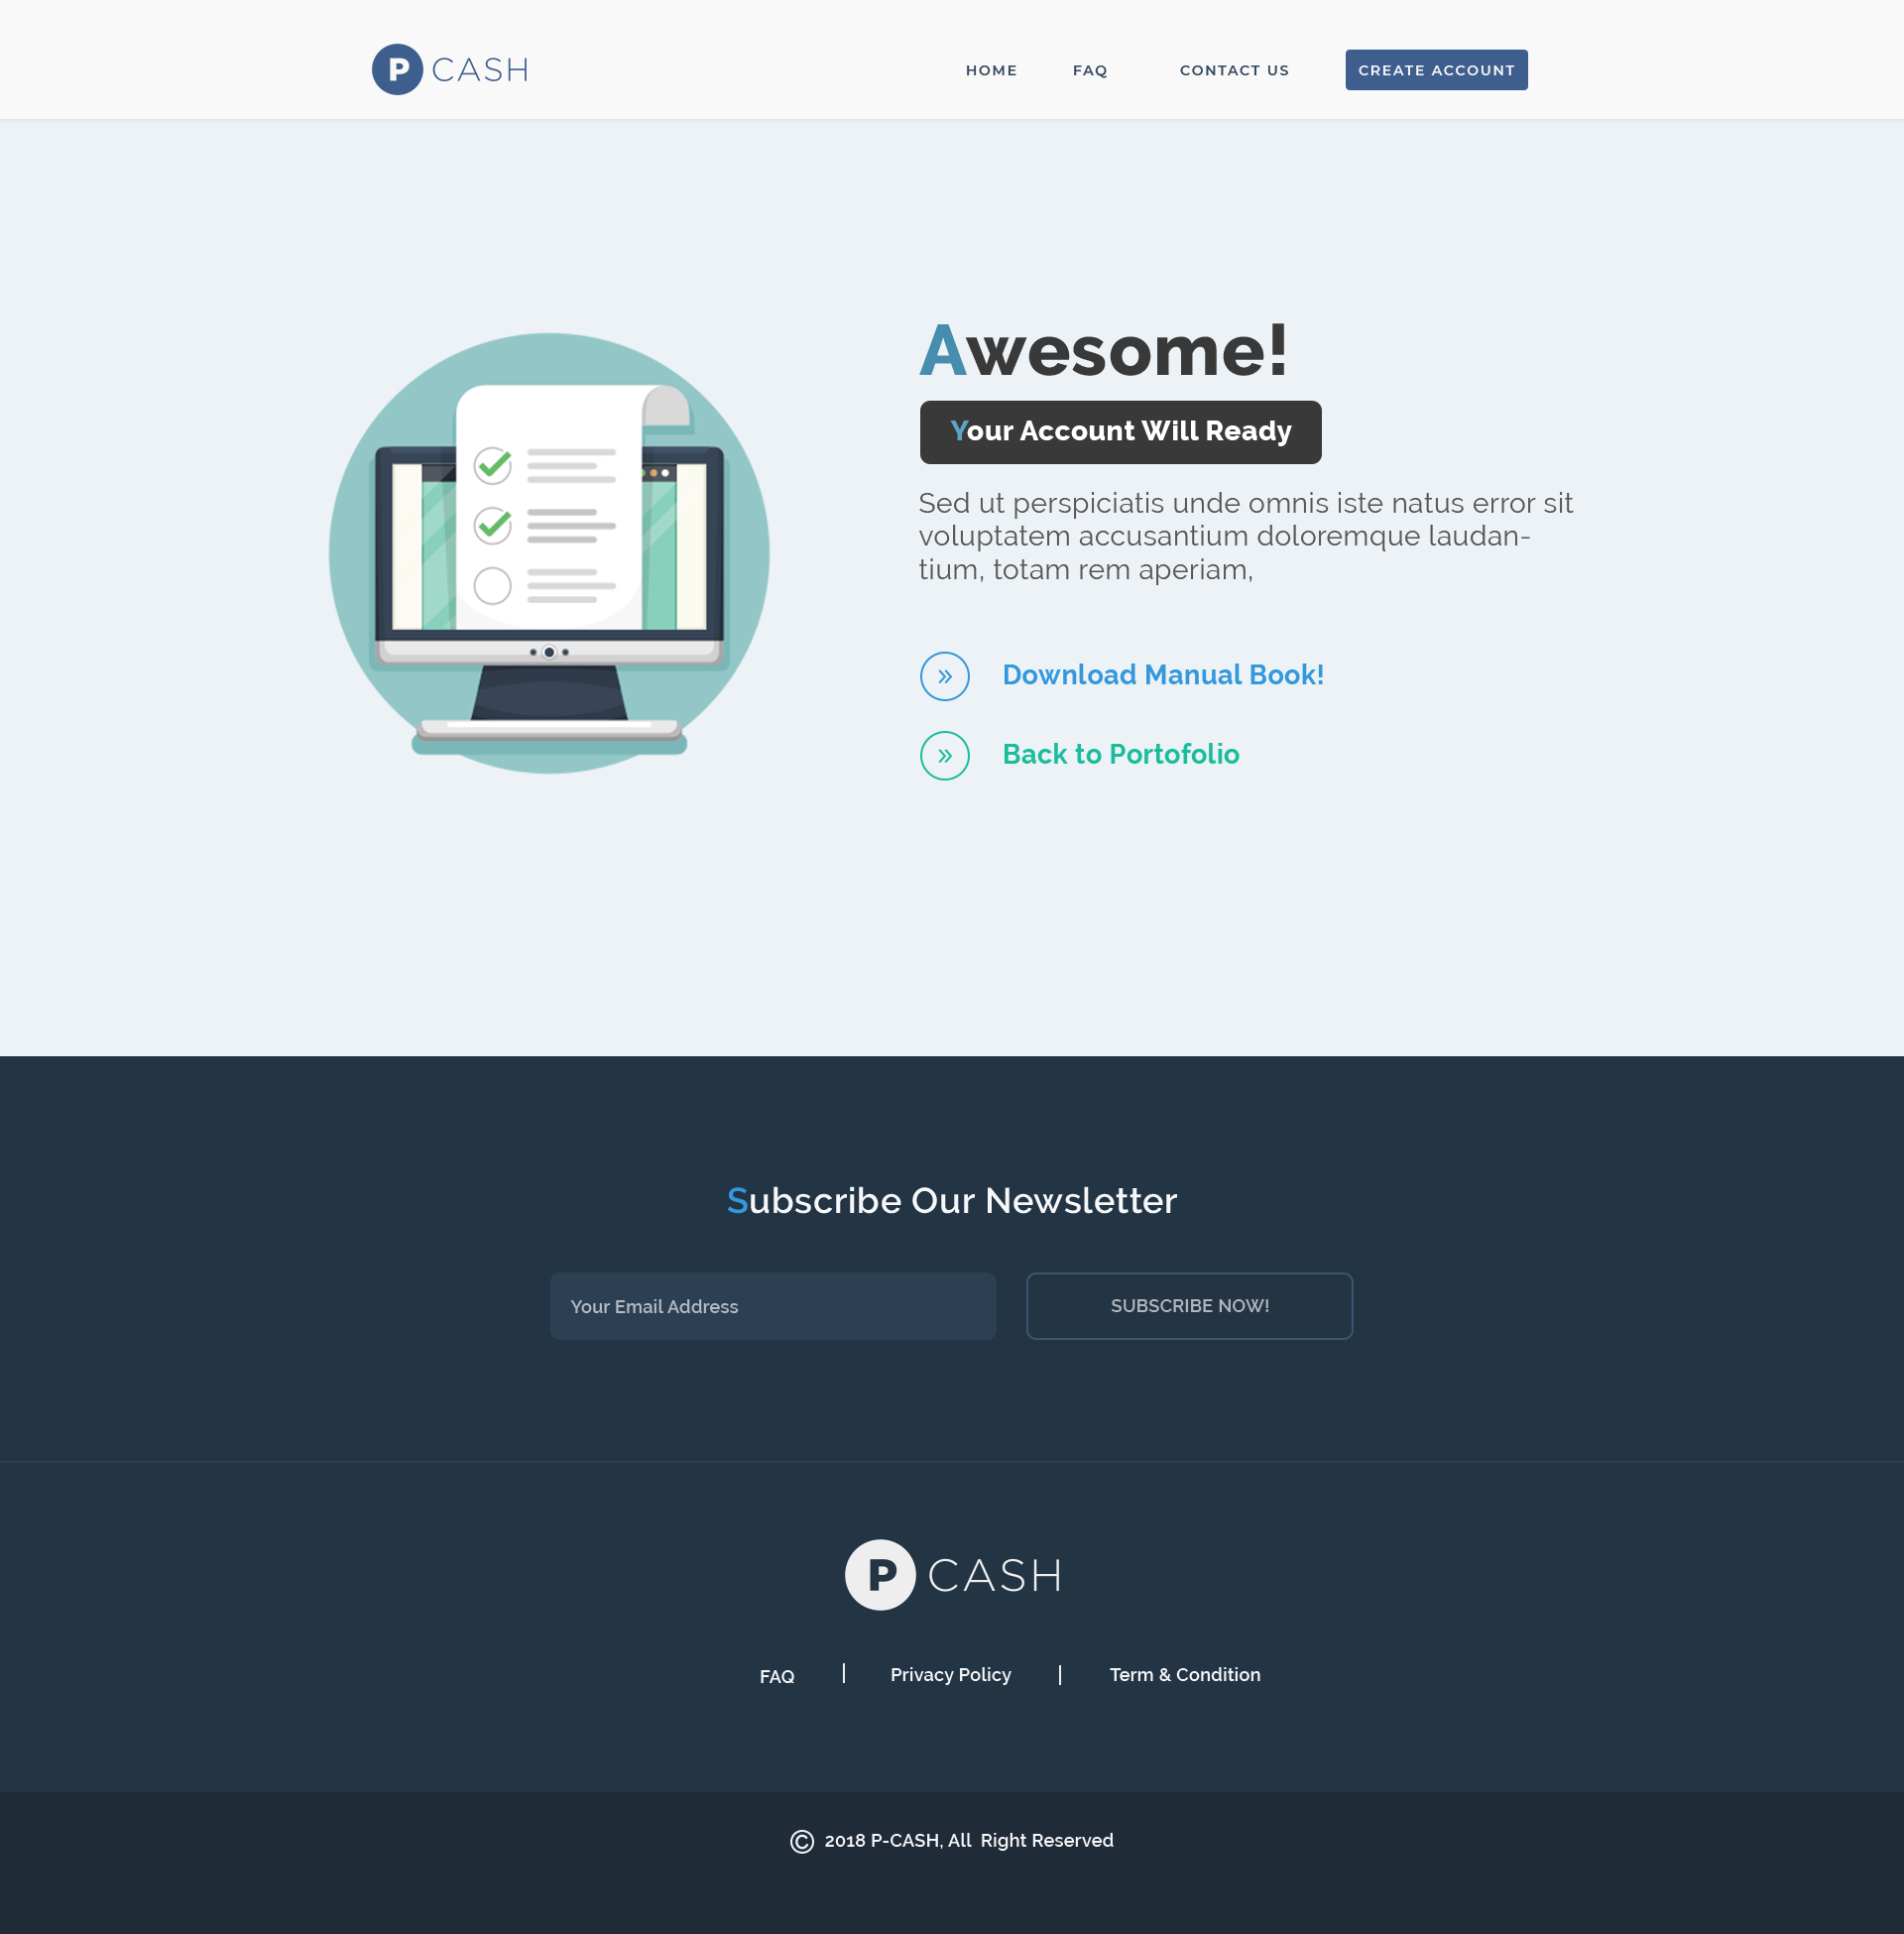 P CASH
HOME FAQ CONTACT US CREATE ACCOUNT
Awesome!
Your Account Will Ready
Sed ut perspiciatis unde omnis iste natus error sit
voluptatem accusantium doloremque laudan-
tium, totam rem aperiam,
» Download Manual Book!
» Back to Portofolio
Subscribe Our Newsletter
Your Email Address SUBSCRIBE NOW!
P CASH
FAQ | Privacy Policy | Term & Condition
© 2018 P-CASH, All Right Reserved